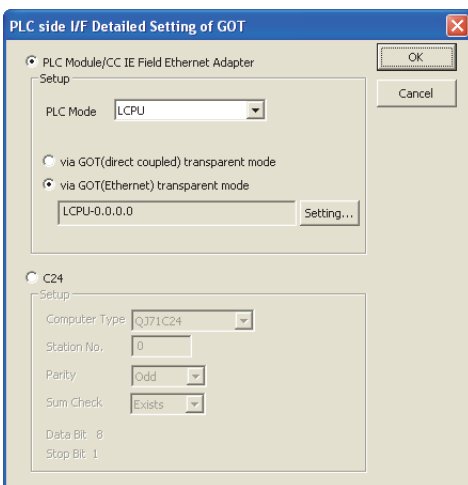 PLC side I/F Detailed Setting of GOT
PLC Module/CC IE Field Ethernet Adapter
OK
Setup
Cancel
PLC Mode LCPU
via GOT(direct coupled) transparent mode
via GOT(Ethernet) transparent mode
LCPU-0.0.0.0 Setting...
C24
Setup
Computer Type QJ71C24
Station No. 0
Parity Odd
Sum Check Exists
Data Bit 8
Stop Bit 1